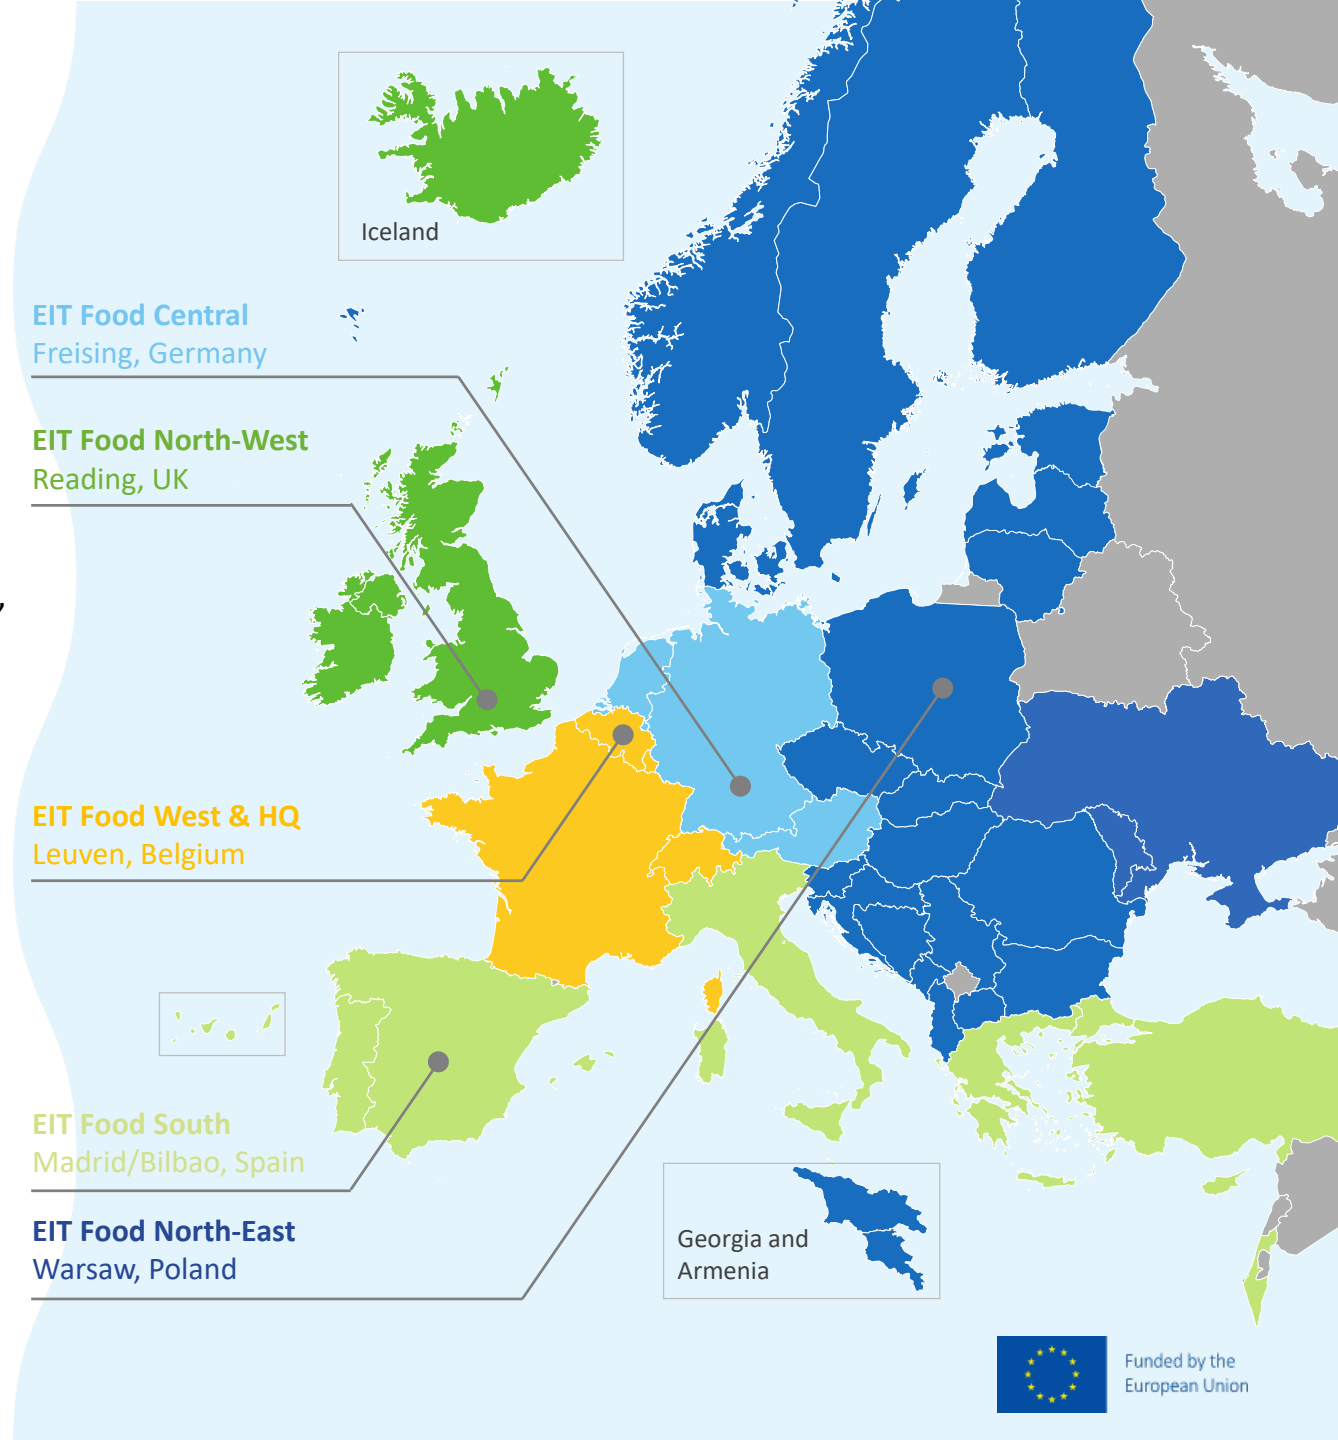 Iceland
EIT Food Central
Freising, Germany
EIT Food North-West
Reading, UK
,
EIT Food West & HQ
Leuven, Belgium
EIT Food South
Madrid/Bilbao, Spain
EIT Food North-East
Warsaw, Poland
Georgia and
Armenia
Funded by the
European Union